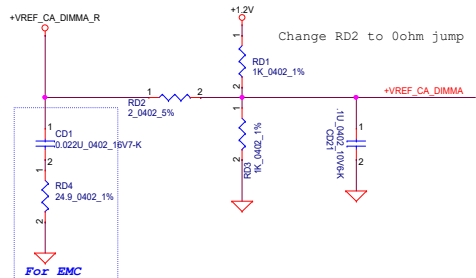 +VREF_CA_DIMMA_R
+1.2V
Change RD2 to 0ohm jump
1
RD1
1K_0402_1%
2
1
2
RD2
2_0402_5%
+VREF_CA_DIMMA
1
CD1
0.022U_0402_16V7-K
2
1
RD4
24.9_0402_1%
2
1
RD3
1K_0402_1%
2
1
.1U_0402_10V6-K
CD21
2
For EMC